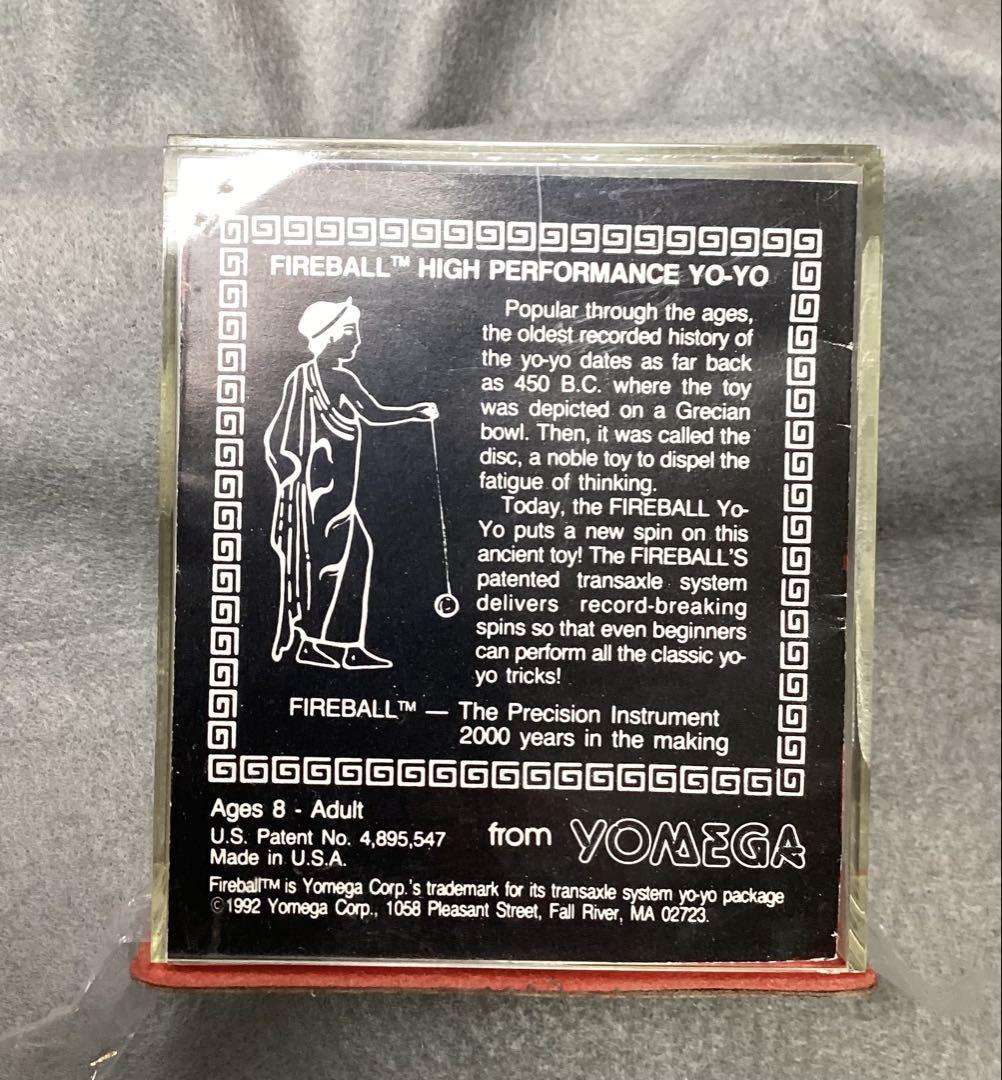 FIREBALL™ HIGH PERFORMANCE YO-YO
Popular through the ages,
the oldest recorded history of
the yo-yo dates as far back
as 450 B.C. where the toy
was depicted on a Grecian
bowl. Then, it was called the
disc, a noble toy to dispel the
fatigue of thinking.
Today, the FIREBALL Yo-
Yo puts a new spin on this
ancient toy! The FIREBALL'S
patented transaxle system
delivers record-breaking
spins so that even beginners
can perform all the classic yo-
yo tricks!
FIREBALL™ — The Precision Instrument
2000 years in the making
Ages 8 - Adult
U.S. Patent No. 4,895,547
Made in U.S.A.
from YOMEGA
Fireball™ is Yomega Corp.'s trademark for its transaxle system yo-yo package
©1992 Yomega Corp., 1058 Pleasant Street, Fall River, MA 02723.